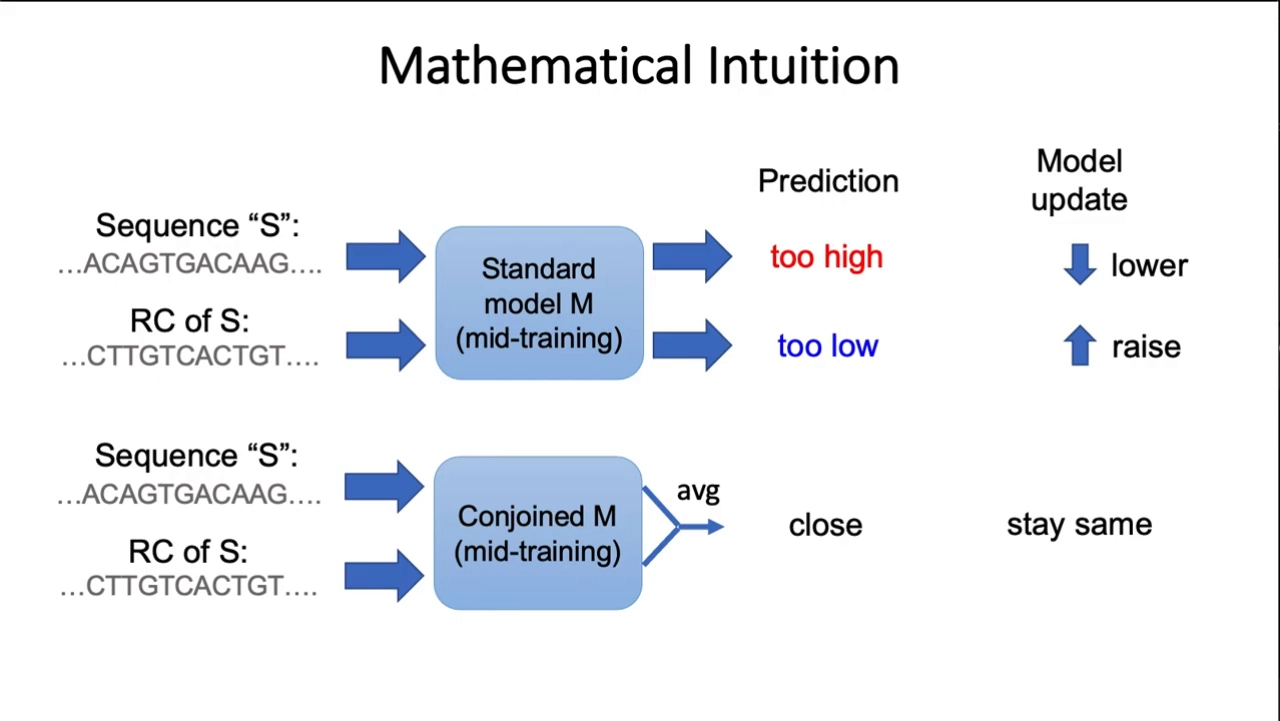 Mathematical Intuition
Prediction
Model
update
Sequence “S”:
…ACAGTGACAAG….
RC of S:
…CTTGTCACTGT….
Standard
model M
(mid-training)
too high
lower
too low
raise
Sequence “S”:
…ACAGTGACAAG….
RC of S:
…CTTGTCACTGT….
Conjoined M
(mid-training)
avg
close
stay same